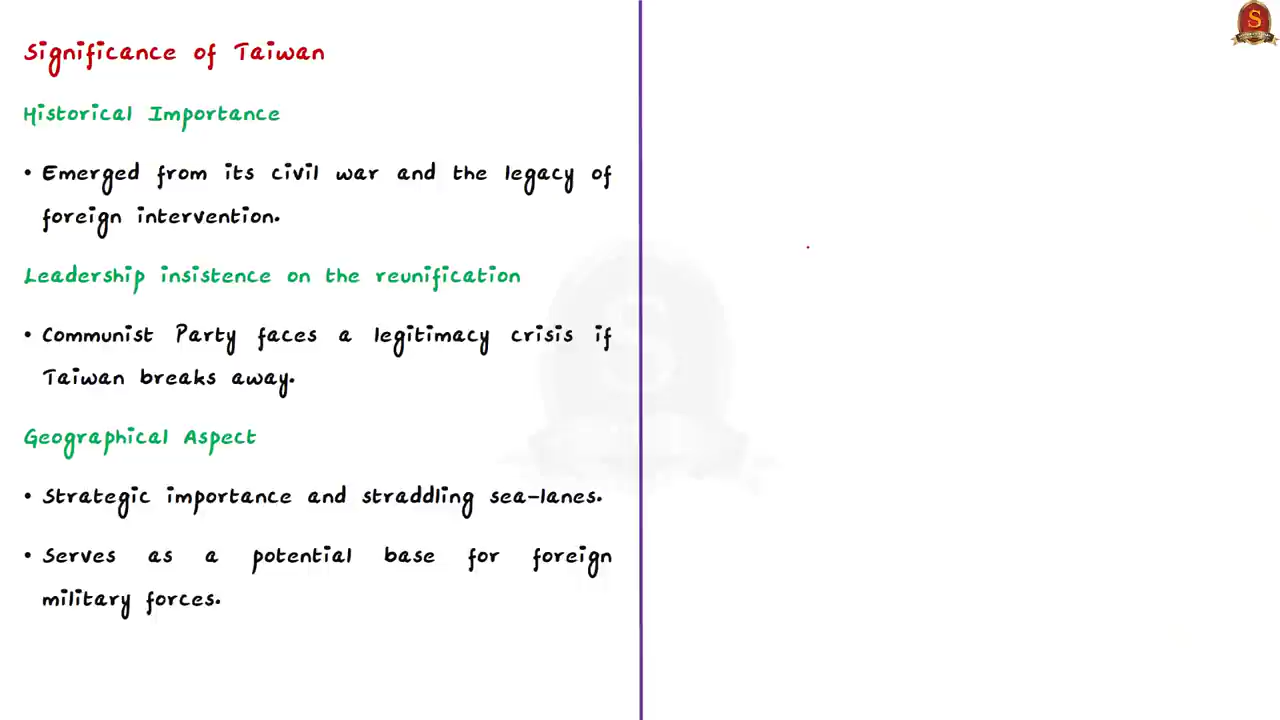 Significance of Taiwan
Historical Importance
• Emerged from its civil war and the legacy of
foreign intervention.
Leadership insistence on the reunification
• Communist Party faces a legitimacy crisis if
Taiwan breaks away.
Geographical Aspect
• Strategic importance and straddling sea-lanes.
• Serves as a potential base for foreign
military forces.
S